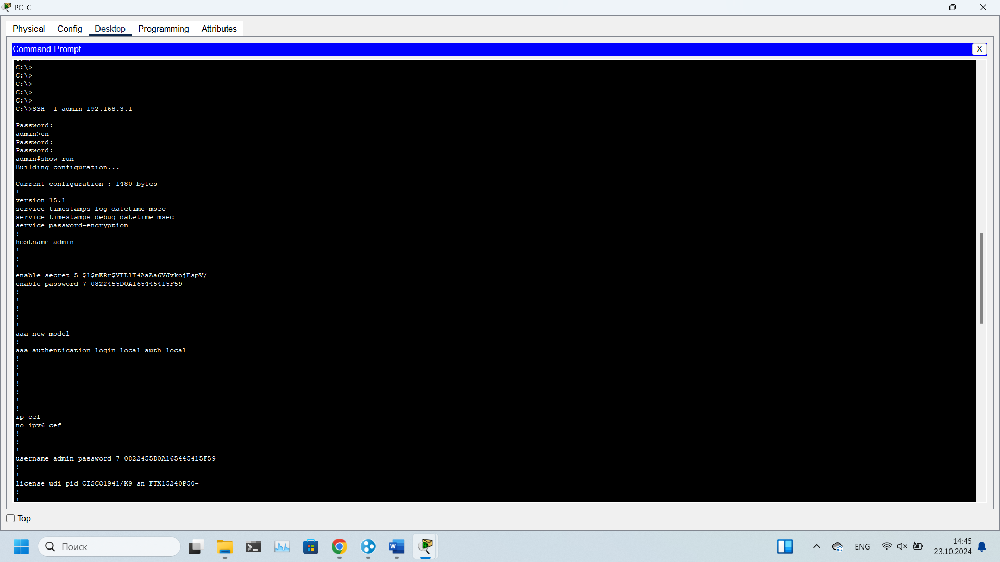 PC_C
Physical Config Desktop Programming Attributes
Command Prompt
X
C:\>
C:\>
C:\>
C:\>
C:\>
C:\>
C:\>SSH -l admin 192.168.3.1
Password:
admin>en
Password:
Password:
admin#show run
Building configuration...
Current configuration : 1480 bytes
!
version 15.1
service timestamps log datetime msec
service timestamps debug datetime msec
service password-encryption
!
hostname admin
!
!
!
enable secret 5 $1$mERr$VTLlT4AaAa6VJvkojEspV/
enable password 7 0822455D0A165445415F59
!
!
!
!
!
aaa new-model
!
aaa authentication login local_auth local
!
!
!
!
!
!
!
ip cef
no ipv6 cef
!
!
!
username admin password 7 0822455D0A165445415F59
!
!
license udi pid CISCO1941/K9 sn FTX15240P50-
!
!
Top
Поиск
ENG
14:45
23.10.2024